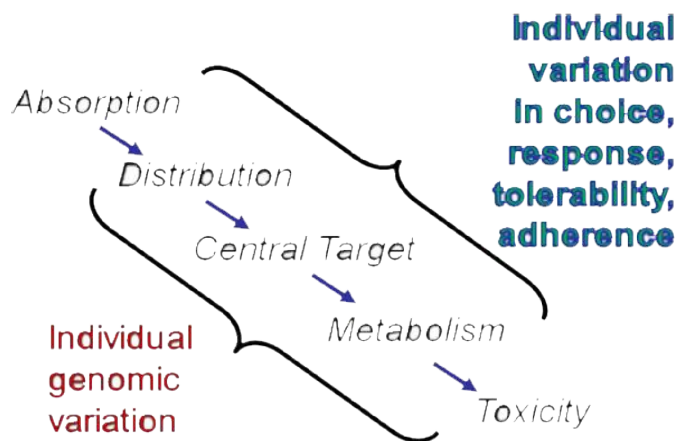 Individual
variation
in choice,
response,
tolerability,
adherence
Absorption
Distribution
Central Target
Metabolism
Toxicity
Individual
genomic
variation